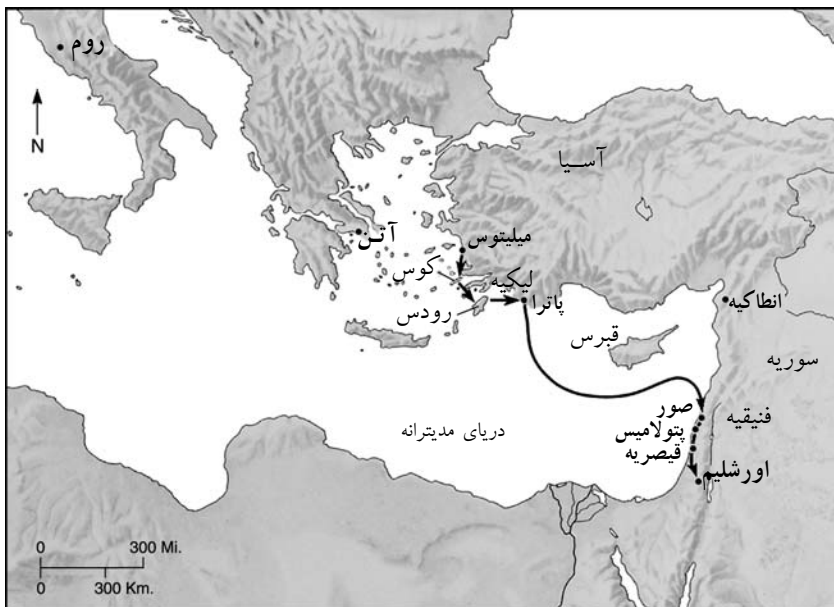 روم
N
آسیا
آتن
میلیتوس
کوس
لیکیه
رودس
پاترا
انطاکیه
قبرس
سوریه
صور
فنیقیه
پتولامیس
دریای مدیترانه
قیصریه
اورشلیم
0 300 Mi.
0 300 Km.